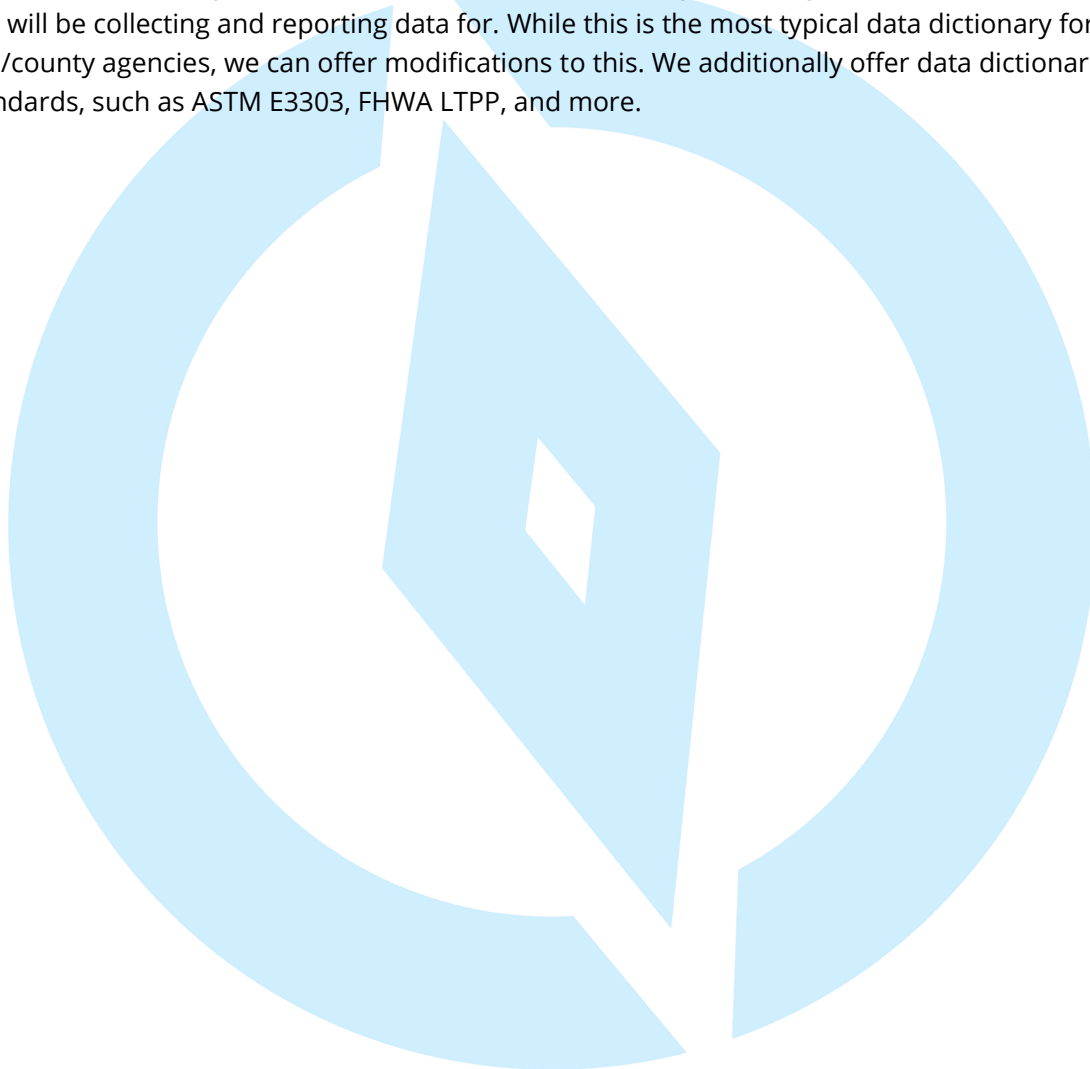 will be collecting and reporting data for. While this is the most typical data dictionary for
/county agencies, we can offer modifications to this. We additionally offer data dictionar
ndards, such as ASTM E3303, FHWA LTPP, and more.